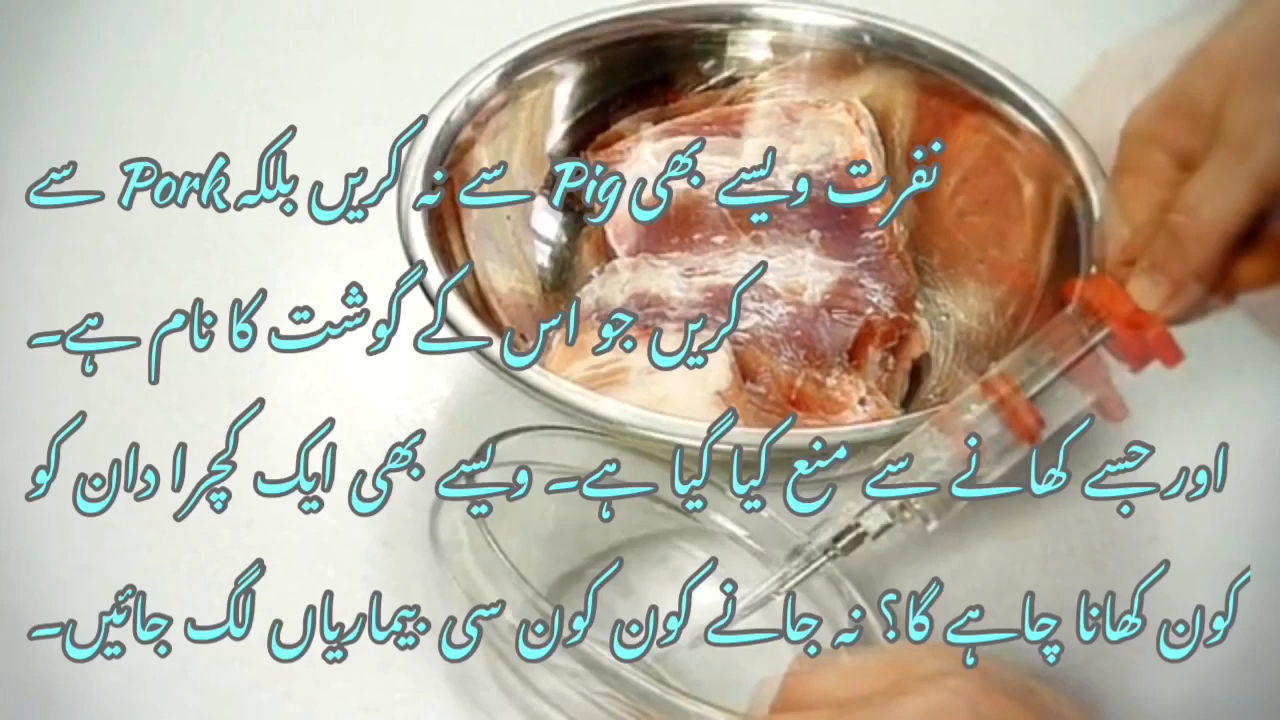 نفرت ویسے بھی Pig سے نہ کریں بلکہ Pork سے
کریں جو اس کے گوشت کا نام ہے۔
اور جسے کھانے سے منع کیا گیا ہے۔ ویسے بھی ایک کچرا دان کو
کون کھانا چاہے گا؟ نہ جانے کون کون سی بیماریاں لگ جائیں۔